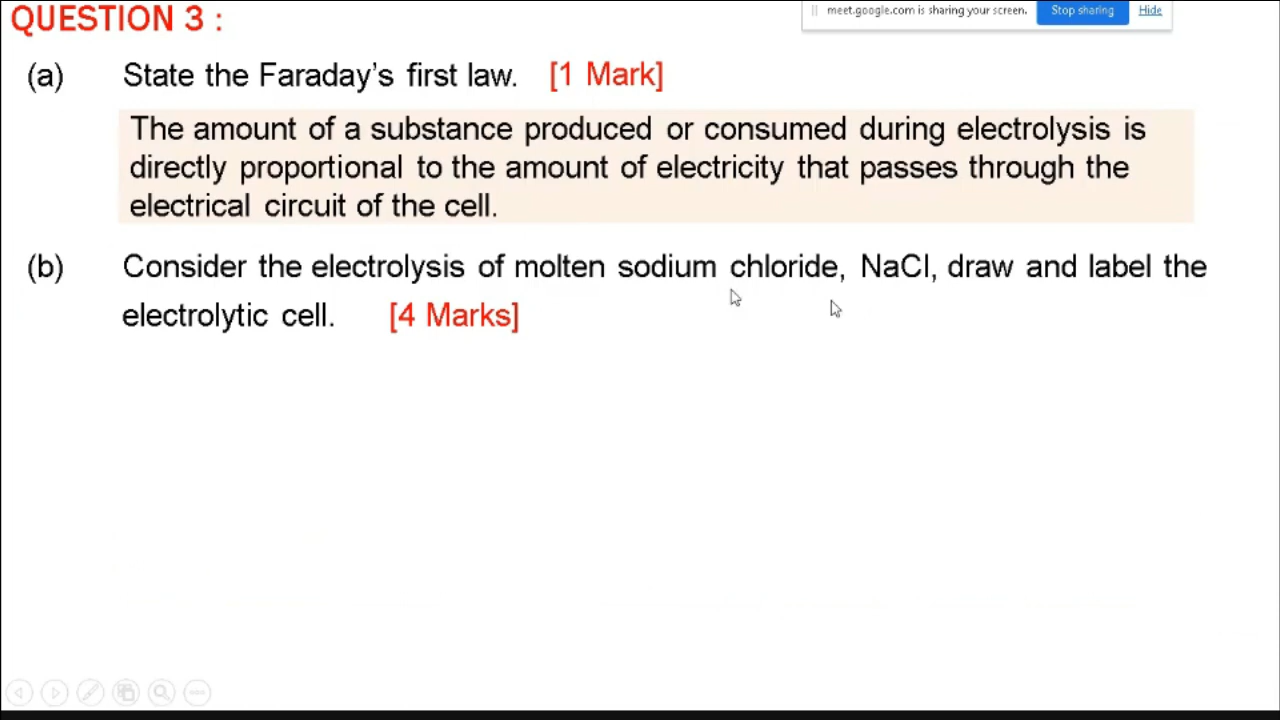 QUESTION 3 :
meet.google.com is sharing your screen. Stop sharing Hide
(a) State the Faraday's first law. [1 Mark]
The amount of a substance produced or consumed during electrolysis is
directly proportional to the amount of electricity that passes through the
electrical circuit of the cell.
(b) Consider the electrolysis of molten sodium chloride, NaCl, draw and label the
electrolytic cell. [4 Marks]